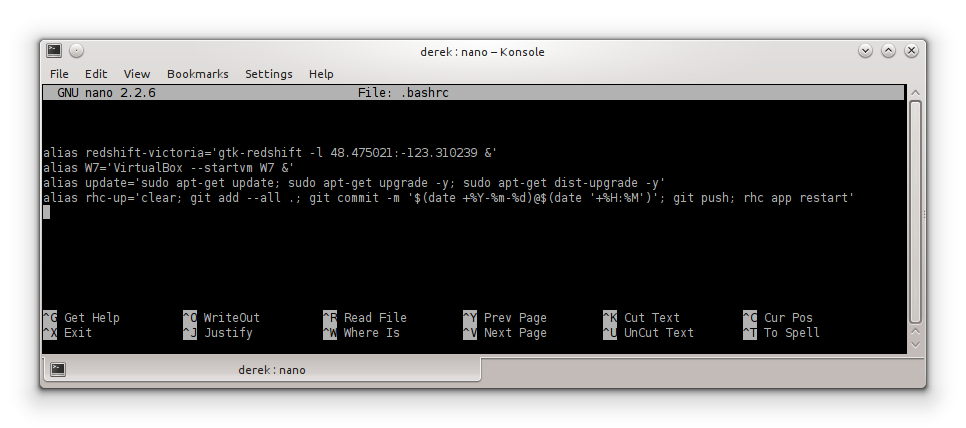 derek : nano – Konsole
File Edit View Bookmarks Settings Help
GNU nano 2.2.6 File: .bashrc
alias redshift-victoria='gtk-redshift -l 48.475021:-123.310239 &'
alias W7='VirtualBox --startvm W7 &'
alias update='sudo apt-get update; sudo apt-get upgrade -y; sudo apt-get dist-upgrade -y'
alias rhc-up='clear; git add --all .; git commit -m '$(date +%Y-%m-%d)@$(date '+%H:%M')'; git push; rhc app restart'
^G Get Help ^O WriteOut ^R Read File ^Y Prev Page ^K Cut Text ^C Cur Pos
^X Exit ^J Justify ^W Where Is ^V Next Page ^U UnCut Text ^T To Spell
derek : nano